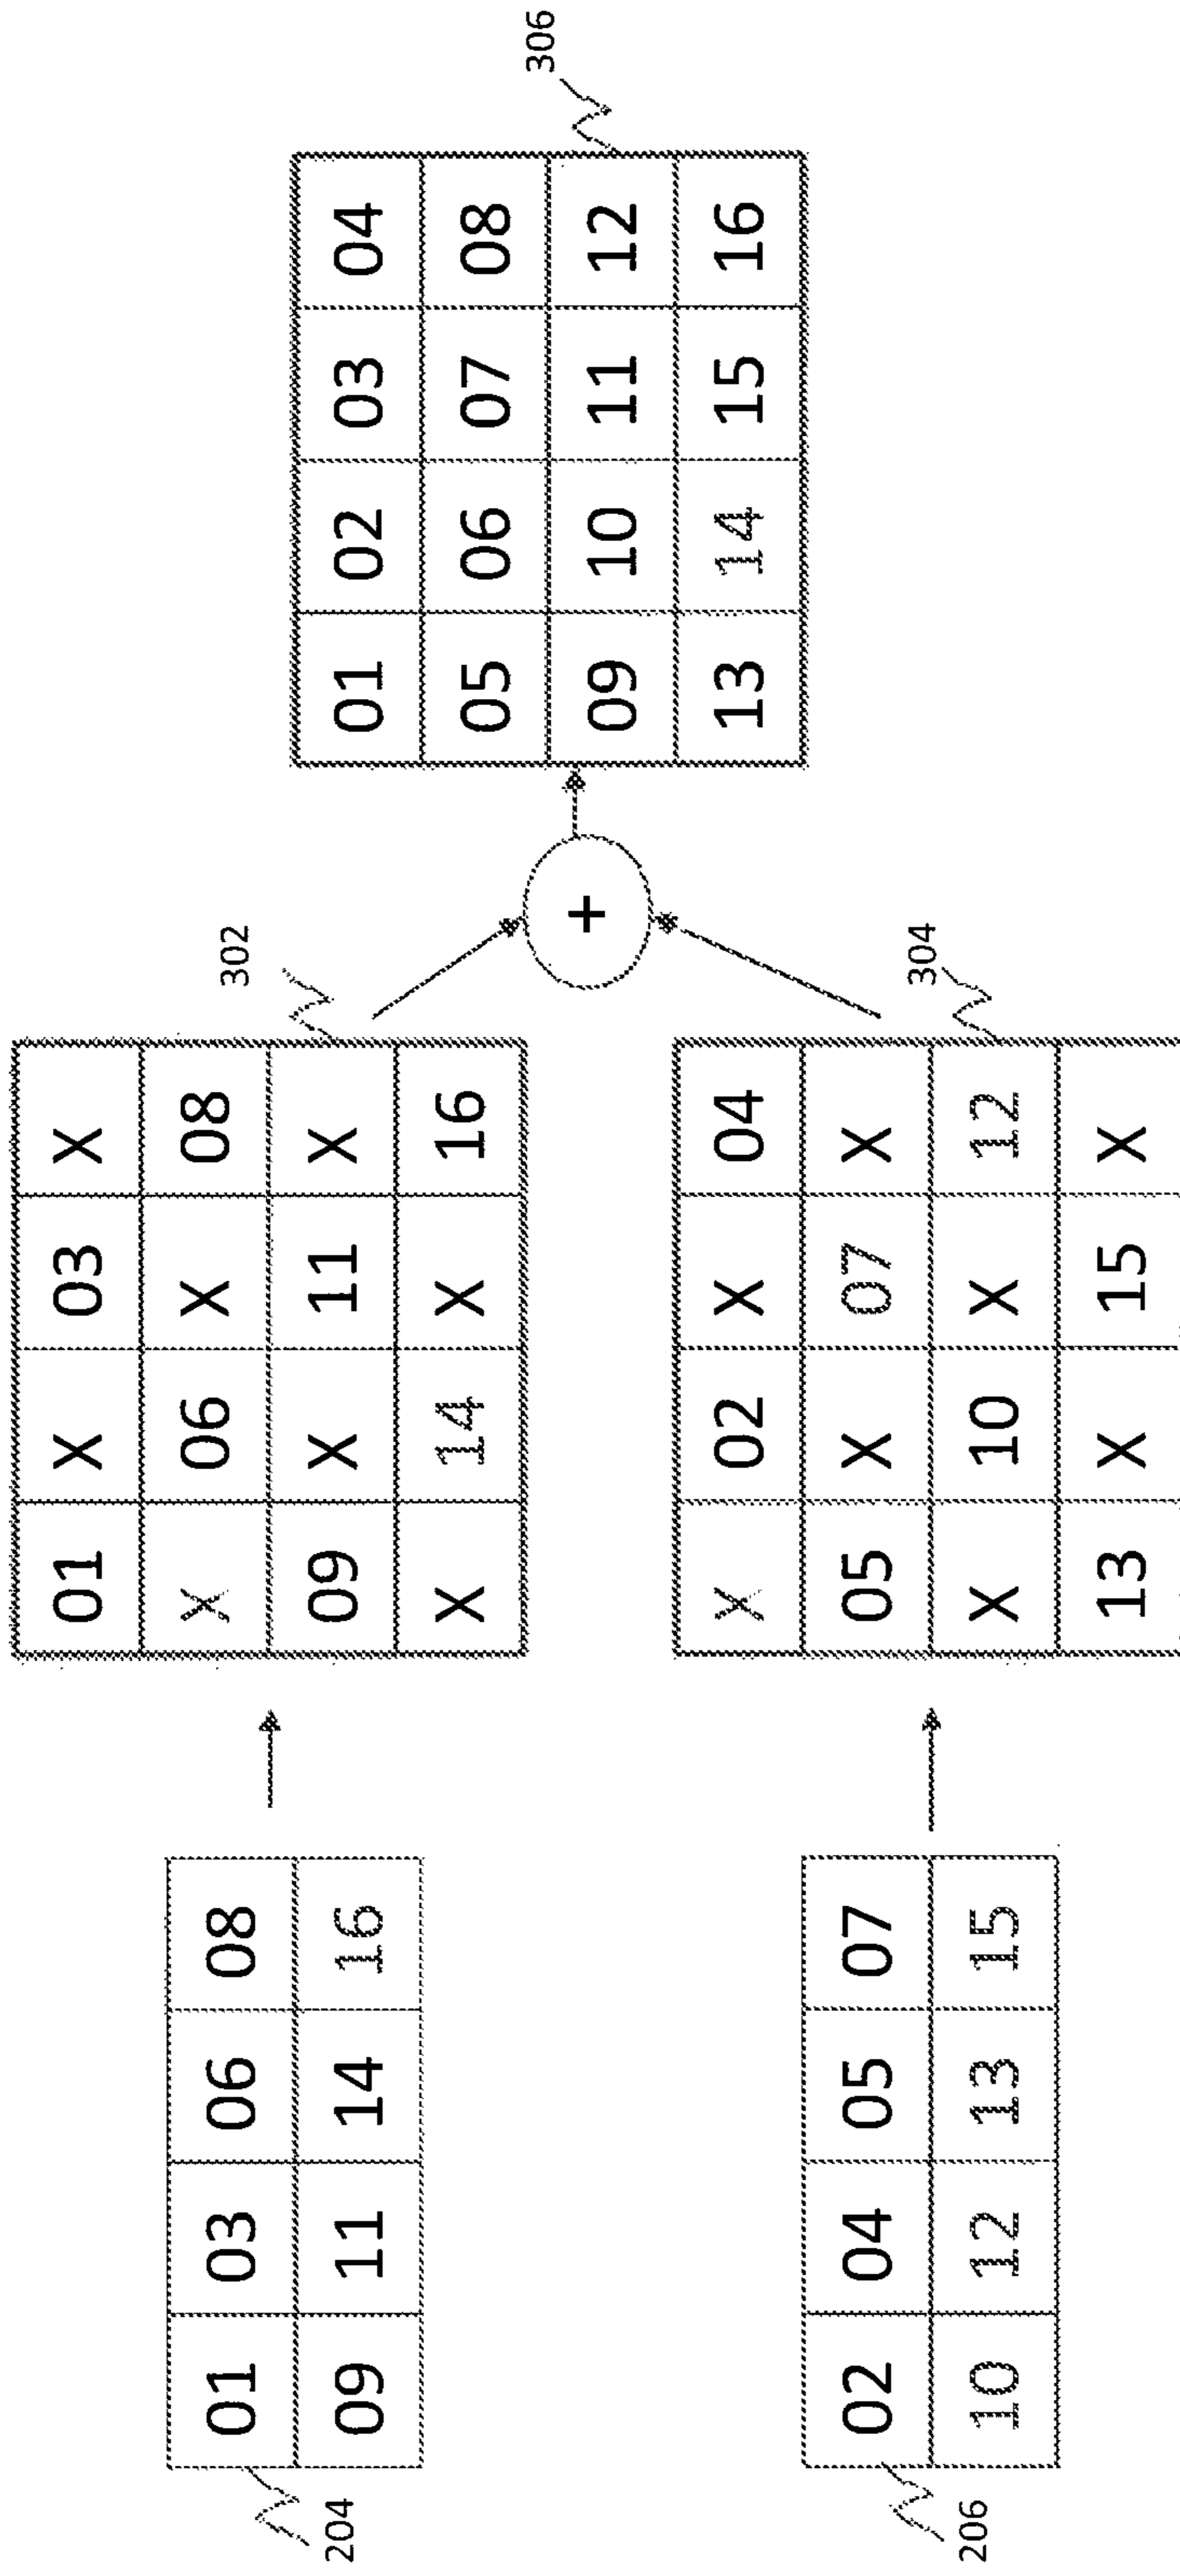 204
01 03 06 08
09 11 14 16
206
02 04 05 07
10 12 13 15
302
01 X 03 X
X 06 X 08
09 X 11 X
X 14 X 16
304
X 02 X 04
05 X 07 X
X 10 X 12
13 X 15 X
+
306
01 02 03 04
05 06 07 08
09 10 11 12
13 14 15 16